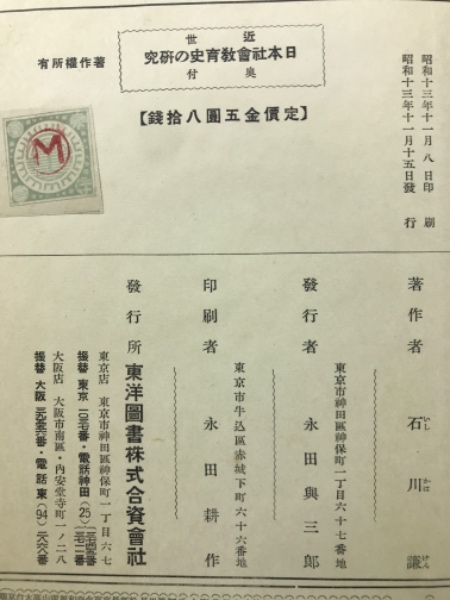 昭和十三年十一月八日印刷
昭和十三年十一月十五日發行
近世
日本社會教育史の硏究
奥付
著作權所有
【定價金五圓八拾錢】
M
著作者 石川謙
いし かは けん
發行者 永田與三郎
東京市神田區神保町一丁目六十七番地
印刷者 永田耕作
東京市牛込區赤城下町六十六番地
發行所 東洋圖書株式合資會社
東京店 東京市神田區神保町一丁目六七
振替東京 番・電話神田(25)
大阪店 大阪市南區・内安堂寺町一ノ二八
振替大阪 番・電話東(94)